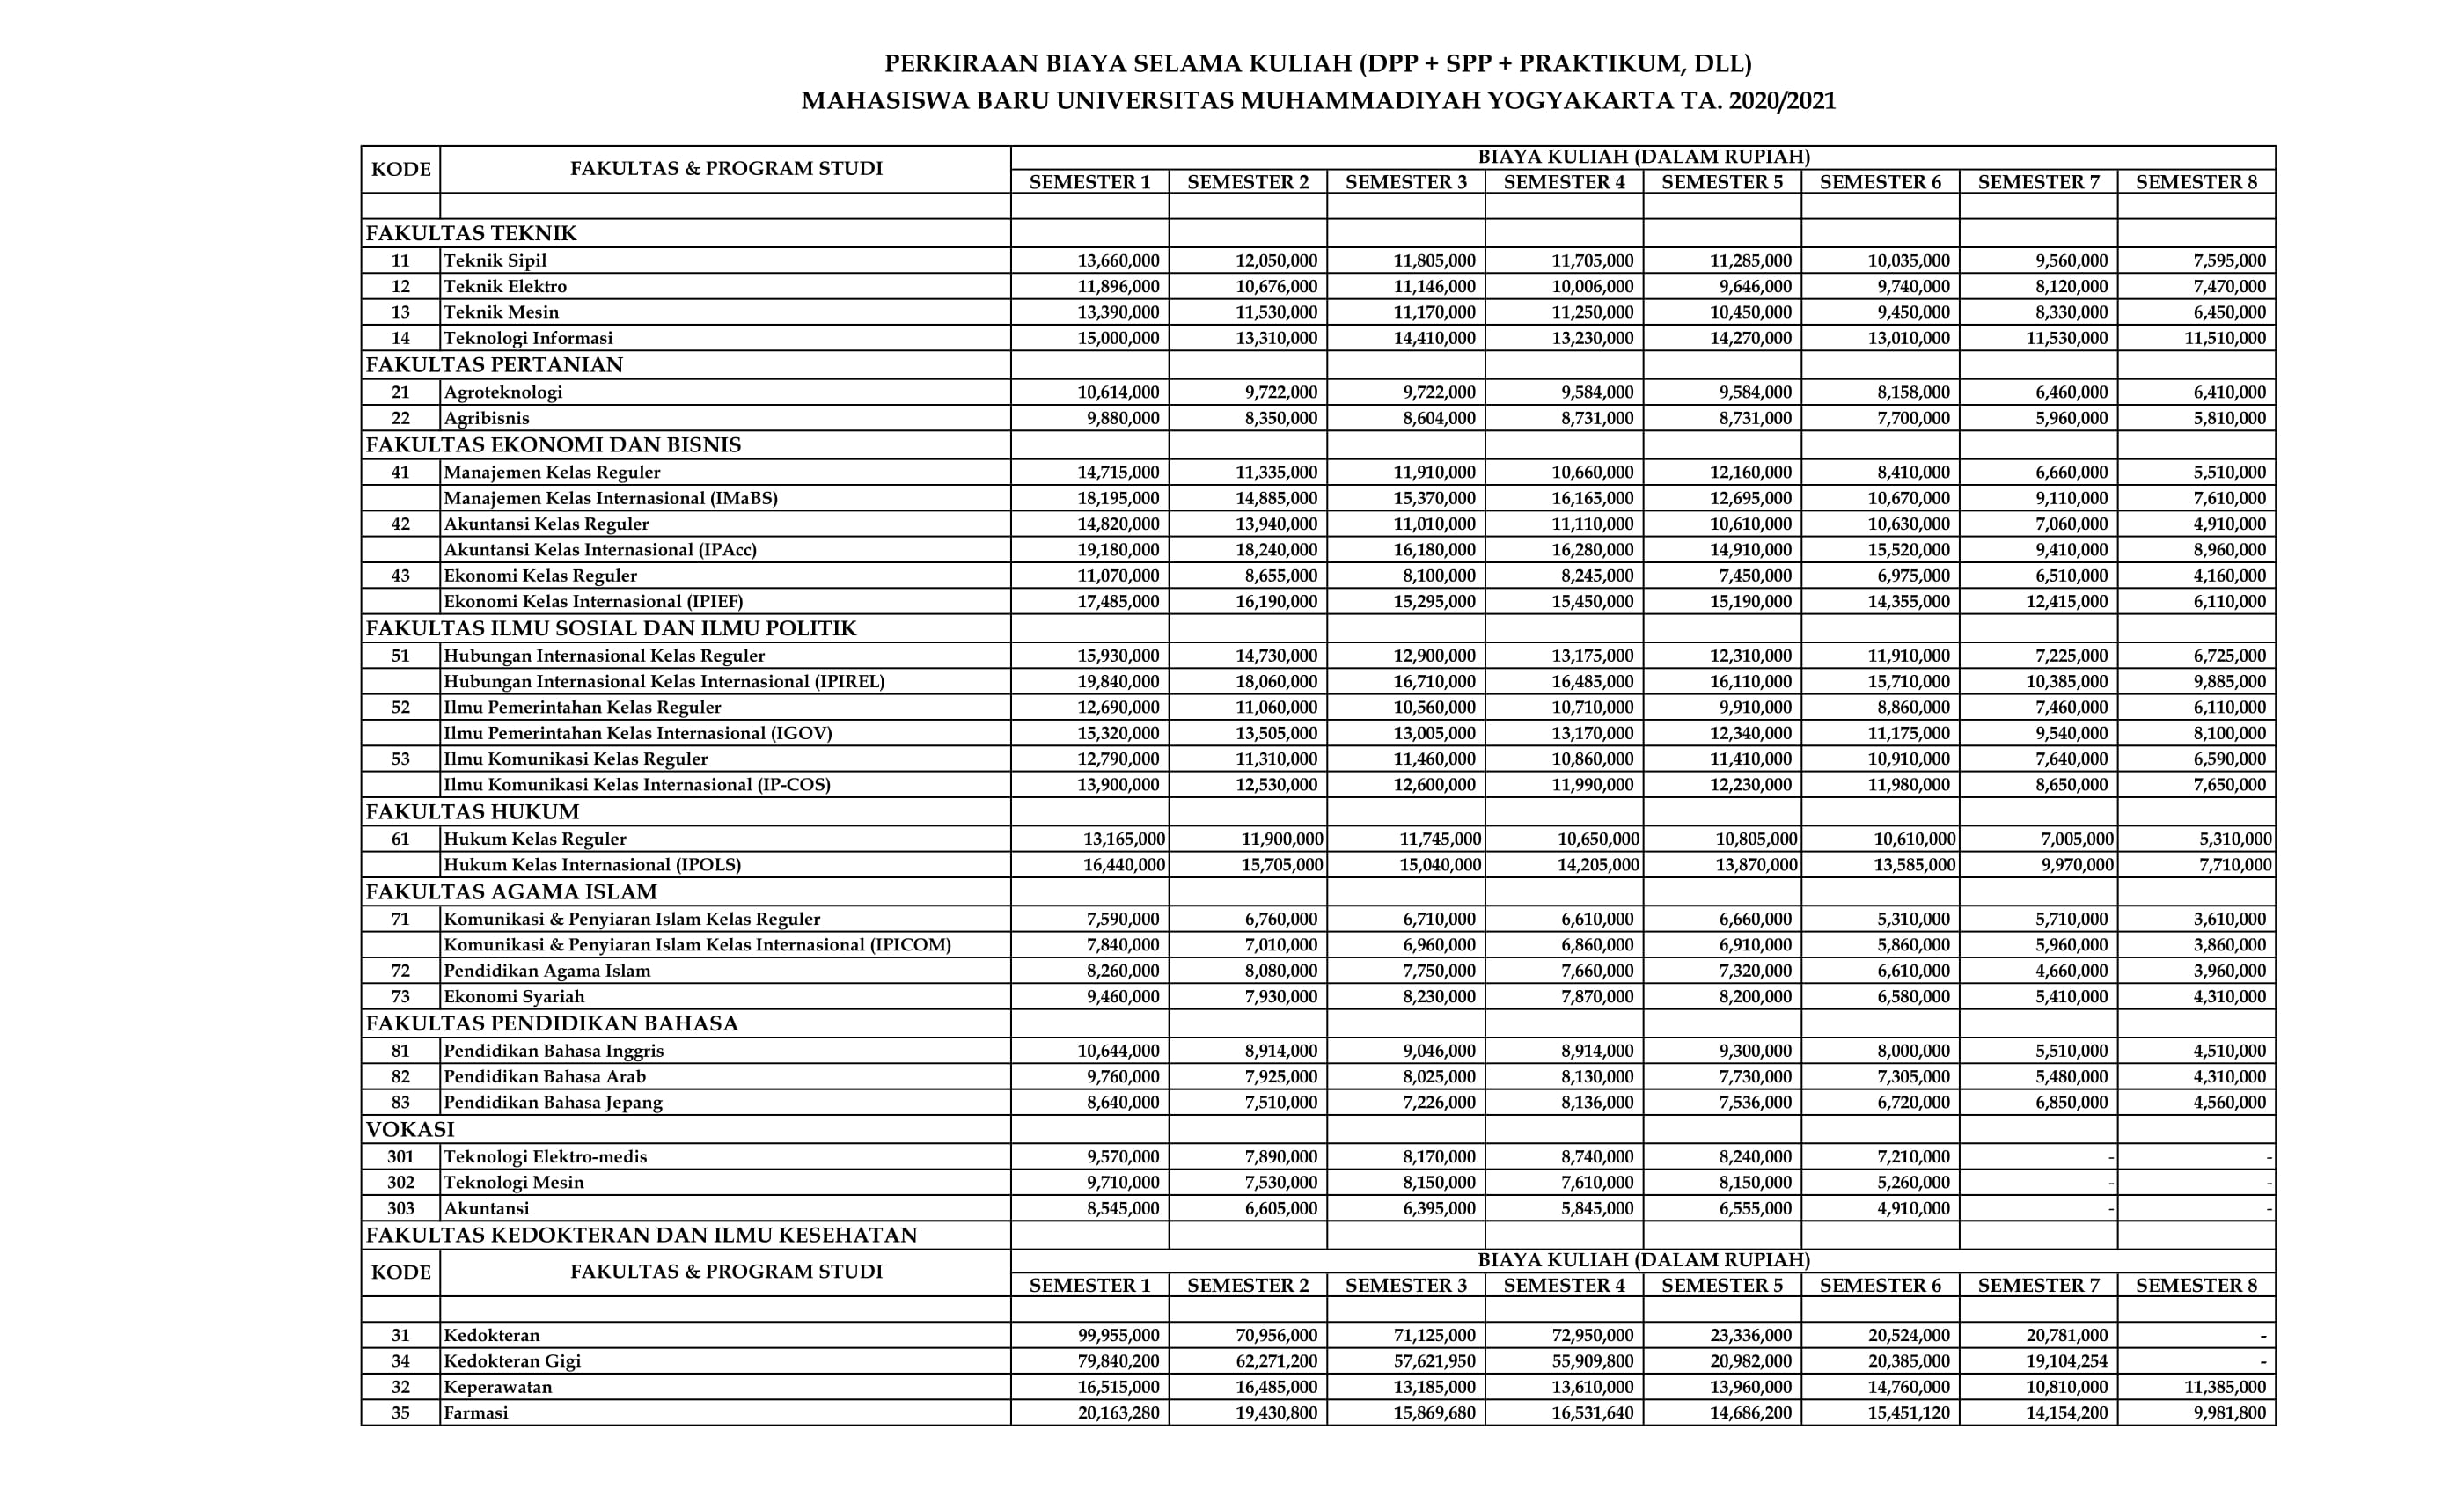 PERKIRAAN BIAYA SELAMA KULIAH (DPP + SPP + PRAKTIKUM, DLL)
MAHASISWA BARU UNIVERSITAS MUHAMMADIYAH YOGYAKARTA TA. 2020/2021
KODE FAKULTAS & PROGRAM STUDI BIAYA KULIAH (DALAM RUPIAH)
SEMESTER 1 SEMESTER 2 SEMESTER 3 SEMESTER 4 SEMESTER 5 SEMESTER 6 SEMESTER 7 SEMESTER 8
FAKULTAS TEKNIK
11 Teknik Sipil 13,660,000 12,050,000 11,805,000 11,705,000 11,285,000 10,035,000 9,560,000 7,595,000
12 Teknik Elektro 11,896,000 10,676,000 11,146,000 10,006,000 9,646,000 9,740,000 8,120,000 7,470,000
13 Teknik Mesin 13,390,000 11,530,000 11,170,000 11,250,000 10,450,000 9,450,000 8,330,000 6,450,000
14 Teknologi Informasi 15,000,000 13,310,000 14,410,000 13,230,000 14,270,000 13,010,000 11,530,000 11,510,000
FAKULTAS PERTANIAN
21 Agroteknologi 10,614,000 9,722,000 9,722,000 9,584,000 9,584,000 8,158,000 6,460,000 6,410,000
22 Agribisnis 9,880,000 8,350,000 8,604,000 8,731,000 8,731,000 7,700,000 5,960,000 5,810,000
FAKULTAS EKONOMI DAN BISNIS
41 Manajemen Kelas Reguler 14,715,000 11,335,000 11,910,000 10,660,000 12,160,000 8,410,000 6,660,000 5,510,000
Manajemen Kelas Internasional (IMaBS) 18,195,000 14,885,000 15,370,000 16,165,000 12,695,000 10,670,000 9,110,000 7,610,000
42 Akuntansi Kelas Reguler 14,820,000 13,940,000 11,010,000 11,110,000 10,610,000 10,630,000 7,060,000 4,910,000
Akuntansi Kelas Internasional (IPAcc) 19,180,000 18,240,000 16,180,000 16,280,000 14,910,000 15,520,000 9,410,000 8,960,000
43 Ekonomi Kelas Reguler 11,070,000 8,655,000 8,100,000 8,245,000 7,450,000 6,975,000 6,510,000 4,160,000
Ekonomi Kelas Internasional (IPIEF) 17,485,000 16,190,000 15,295,000 15,450,000 15,190,000 14,355,000 12,415,000 6,110,000
FAKULTAS ILMU SOSIAL DAN ILMU POLITIK
51 Hubungan Internasional Kelas Reguler 15,930,000 14,730,000 12,900,000 13,175,000 12,310,000 11,910,000 7,225,000 6,725,000
Hubungan Internasional Kelas Internasional (IPIREL) 19,840,000 18,060,000 16,710,000 16,485,000 16,110,000 15,710,000 10,385,000 9,885,000
52 Ilmu Pemerintahan Kelas Reguler 12,690,000 11,060,000 10,560,000 10,710,000 9,910,000 8,860,000 7,460,000 6,110,000
Ilmu Pemerintahan Kelas Internasional (IGOV) 15,320,000 13,505,000 13,005,000 13,170,000 12,340,000 11,175,000 9,540,000 8,100,000
53 Ilmu Komunikasi Kelas Reguler 12,790,000 11,310,000 11,460,000 10,860,000 11,410,000 10,910,000 7,640,000 6,590,000
Ilmu Komunikasi Kelas Internasional (IP-COS) 13,900,000 12,530,000 12,600,000 11,990,000 12,230,000 11,980,000 8,650,000 7,650,000
FAKULTAS HUKUM
61 Hukum Kelas Reguler 13,165,000 11,900,000 11,745,000 10,650,000 10,805,000 10,610,000 7,005,000 5,310,000
Hukum Kelas Internasional (IPOLS) 16,440,000 15,705,000 15,040,000 14,205,000 13,870,000 13,585,000 9,970,000 7,710,000
FAKULTAS AGAMA ISLAM
71 Komunikasi & Penyiaran Islam Kelas Reguler 7,590,000 6,760,000 6,710,000 6,610,000 6,660,000 5,310,000 5,710,000 3,610,000
Komunikasi & Penyiaran Islam Kelas Internasional (IPICOM) 7,840,000 7,010,000 6,960,000 6,860,000 6,910,000 5,860,000 5,960,000 3,860,000
72 Pendidikan Agama Islam 8,260,000 8,080,000 7,750,000 7,660,000 7,320,000 6,610,000 4,660,000 3,960,000
73 Ekonomi Syariah 9,460,000 7,930,000 8,230,000 7,870,000 8,200,000 6,580,000 5,410,000 4,310,000
FAKULTAS PENDIDIKAN BAHASA
81 Pendidikan Bahasa Inggris 10,644,000 8,914,000 9,046,000 8,914,000 9,300,000 8,000,000 5,510,000 4,510,000
82 Pendidikan Bahasa Arab 9,760,000 7,925,000 8,025,000 8,130,000 7,730,000 7,305,000 5,480,000 4,310,000
83 Pendidikan Bahasa Jepang 8,640,000 7,510,000 7,226,000 8,136,000 7,536,000 6,720,000 6,850,000 4,560,000
VOKASI
301 Teknologi Elektro-medis 9,570,000 7,890,000 8,170,000 8,740,000 8,240,000 7,210,000 - -
302 Teknologi Mesin 9,710,000 7,530,000 8,150,000 7,610,000 8,150,000 5,260,000 - -
303 Akuntansi 8,545,000 6,605,000 6,395,000 5,845,000 6,555,000 4,910,000 - -
FAKULTAS KEDOKTERAN DAN ILMU KESEHATAN
KODE FAKULTAS & PROGRAM STUDI BIAYA KULIAH (DALAM RUPIAH)
SEMESTER 1 SEMESTER 2 SEMESTER 3 SEMESTER 4 SEMESTER 5 SEMESTER 6 SEMESTER 7 SEMESTER 8
31 Kedokteran 99,955,000 70,956,000 71,125,000 72,950,000 23,336,000 20,524,000 20,781,000 -
34 Kedokteran Gigi 79,840,200 62,271,200 57,621,950 55,909,800 20,982,000 20,385,000 19,104,254 -
32 Keperawatan 16,515,000 16,485,000 13,185,000 13,610,000 13,960,000 14,760,000 10,810,000 11,385,000
35 Farmasi 20,163,280 19,430,800 15,869,680 16,531,640 14,686,200 15,451,120 14,154,200 9,981,800